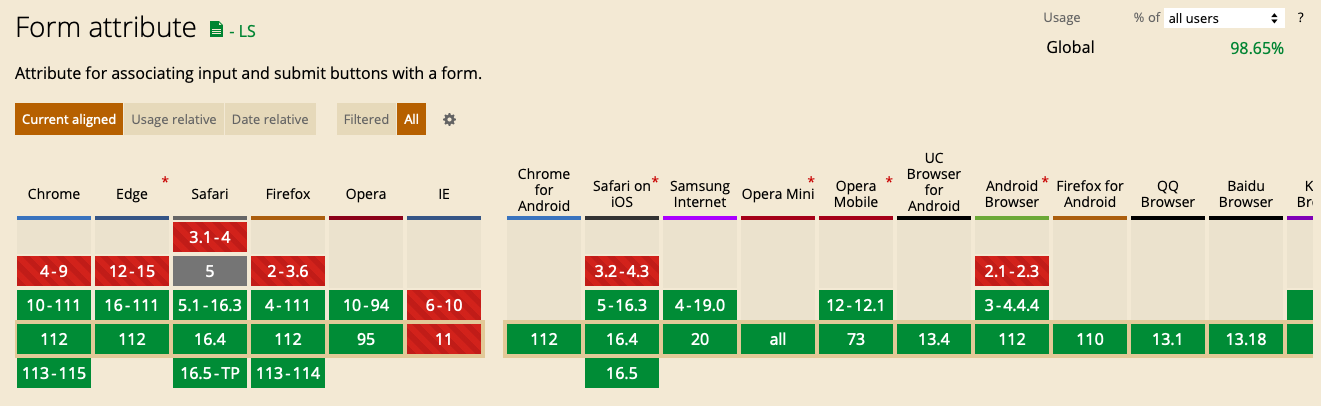 Form attribute - LS
Usage % of all users ?
Global 98.65%
Attribute for associating input and submit buttons with a form.
Current aligned Usage relative Date relative Filtered All
Chrome
Edge *
Safari
Firefox
Opera
IE
Chrome for Android
Safari on iOS *
Samsung Internet
Opera Mini *
Opera Mobile *
UC Browser for Android
Android Browser *
Firefox for Android
QQ Browser
Baidu Browser
3.1-4
4-9 12-15 5 2-3.6 3.2-4.3 2.1-2.3
10-111 16-111 5.1-16.3 4-111 10-94 6-10 5-16.3 4-19.0 12-12.1 3-4.4.4
112 112 16.4 112 95 11 112 16.4 20 all 73 13.4 112 110 13.1 13.18
113-115 16.5-TP 113-114 16.5